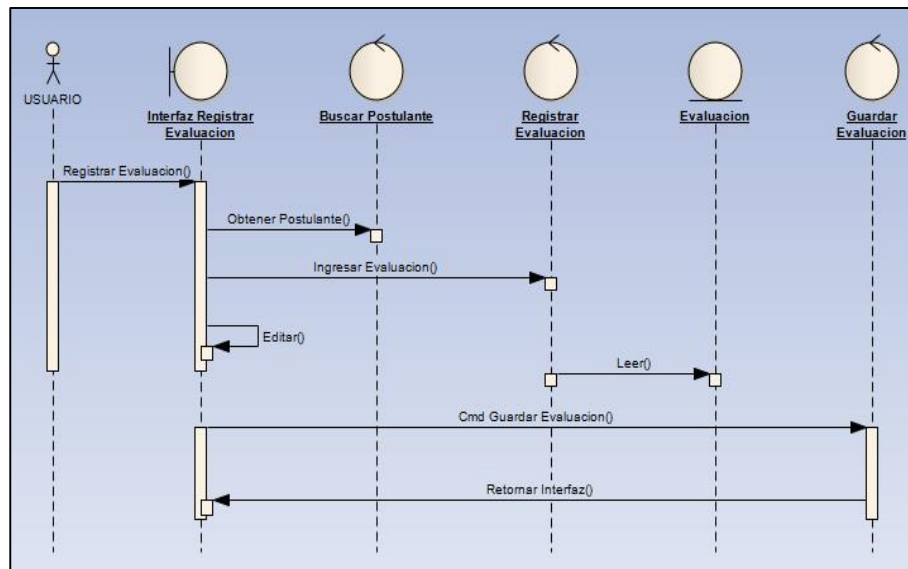 USUARIO
Interfaz Registrar
Evaluacion
Buscar Postulante
Registrar
Evaluacion
Evaluacion
Guardar
Evaluacion
Registrar Evaluacion()
Obtener Postulante()
Ingresar Evaluacion()
Editar()
Leer()
Cmd Guardar Evaluacion()
Retornar Interfaz()